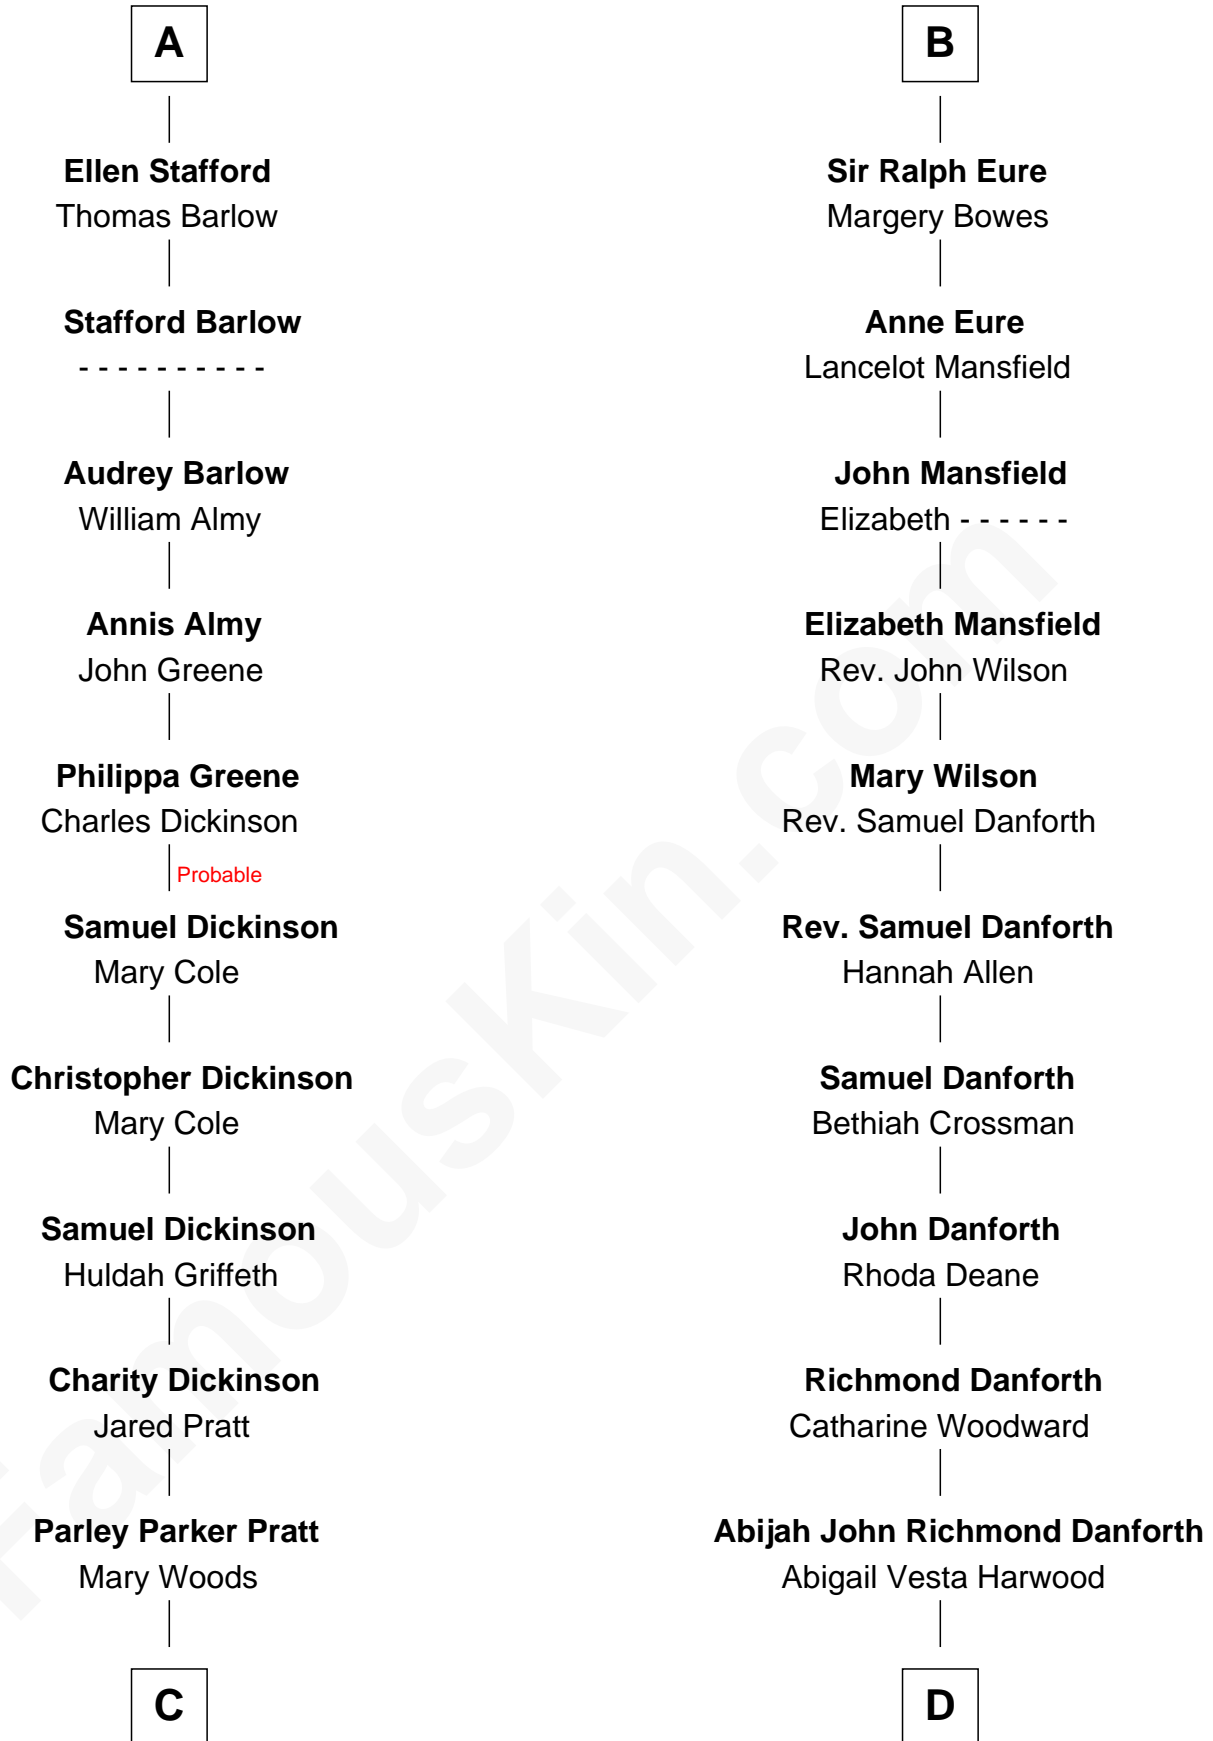 A
Ellen Stafford
Thomas Barlow
Stafford Barlow
- - - - - - - - - -
Audrey Barlow
William Almy
Annis Almy
John Greene
Philippa Greene
Charles Dickinson
Probable
Samuel Dickinson
Mary Cole
Christopher Dickinson
Mary Cole
Samuel Dickinson
Huldah Griffeth
Charity Dickinson
Jared Pratt
Parley Parker Pratt
Mary Woods
C
B
Sir Ralph Eure
Margery Bowes
Anne Eure
Lancelot Mansfield
John Mansfield
Elizabeth - - - - - -
Elizabeth Mansfield
Rev. John Wilson
Mary Wilson
Rev. Samuel Danforth
Rev. Samuel Danforth
Hannah Allen
Samuel Danforth
Bethiah Crossman
John Danforth
Rhoda Deane
Richmond Danforth
Catharine Woodward
Abijah John Richmond Danforth
Abigail Vesta Harwood
D
FamousKin.com